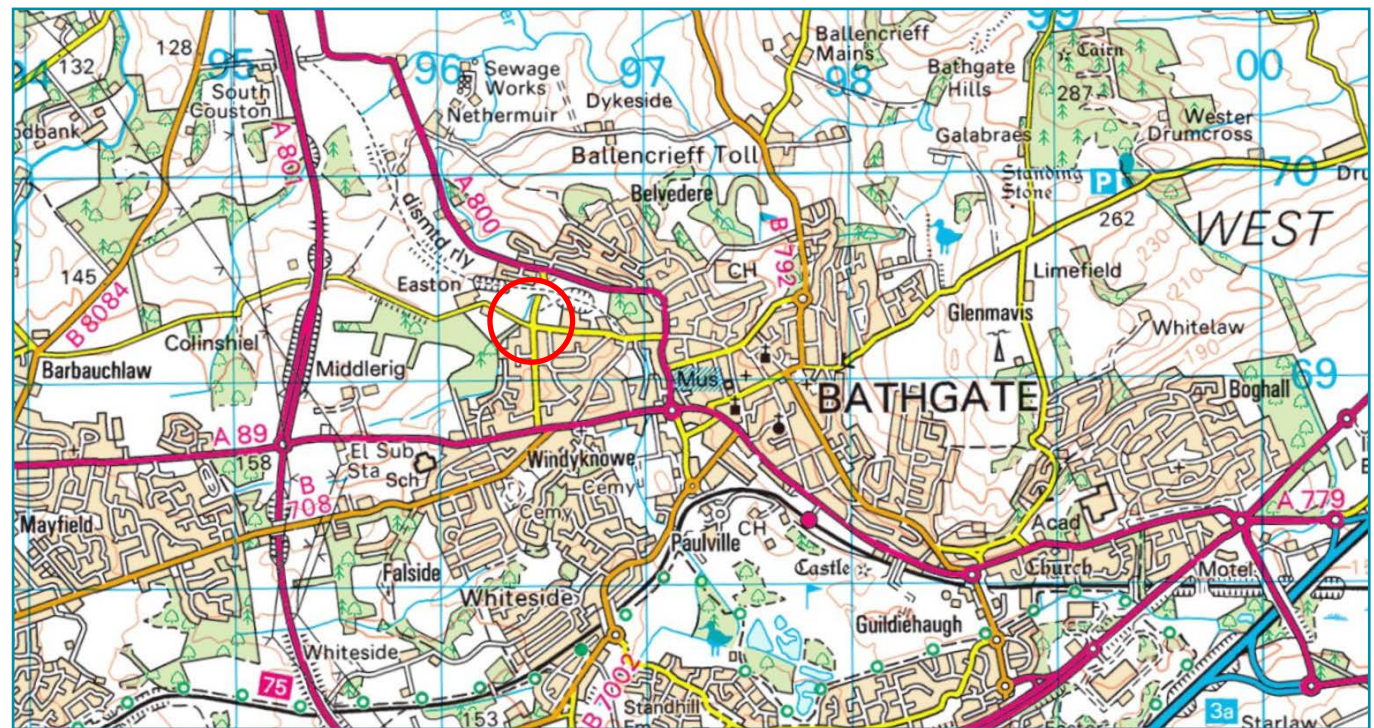 128
132
95
South
Couston
A 801
dismtd rly
96
Sewage
Works
Nethermuir
A 800
97
Dykeside
Ballencrieff Toll
Belvedere
Ballencrieff
Mains
98
Bathgate
Hills
Galabraes
99
Cairn
287
Standing
Stone
P
00
Wester
Drumcross
70
Dru
262
WEST
230
210
190
145
B 8084
Barbauchlaw
Colinshiel
Easton
Middlerig
CH
B 792
Limefield
Glenmavis
Whitelaw
Mus
BATHGATE
69
Boghall
A 89
158
B
708
El Sub
Sta
Sch
Windyknowe
Cemy
Cemy
Mayfield
Falside
Whiteside
Paulville
CH
Castle
Acad
Church
A 779
Motel
Guildiehaugh
Whiteside
75
153
B 7002
Standhill
3a
Starlaw